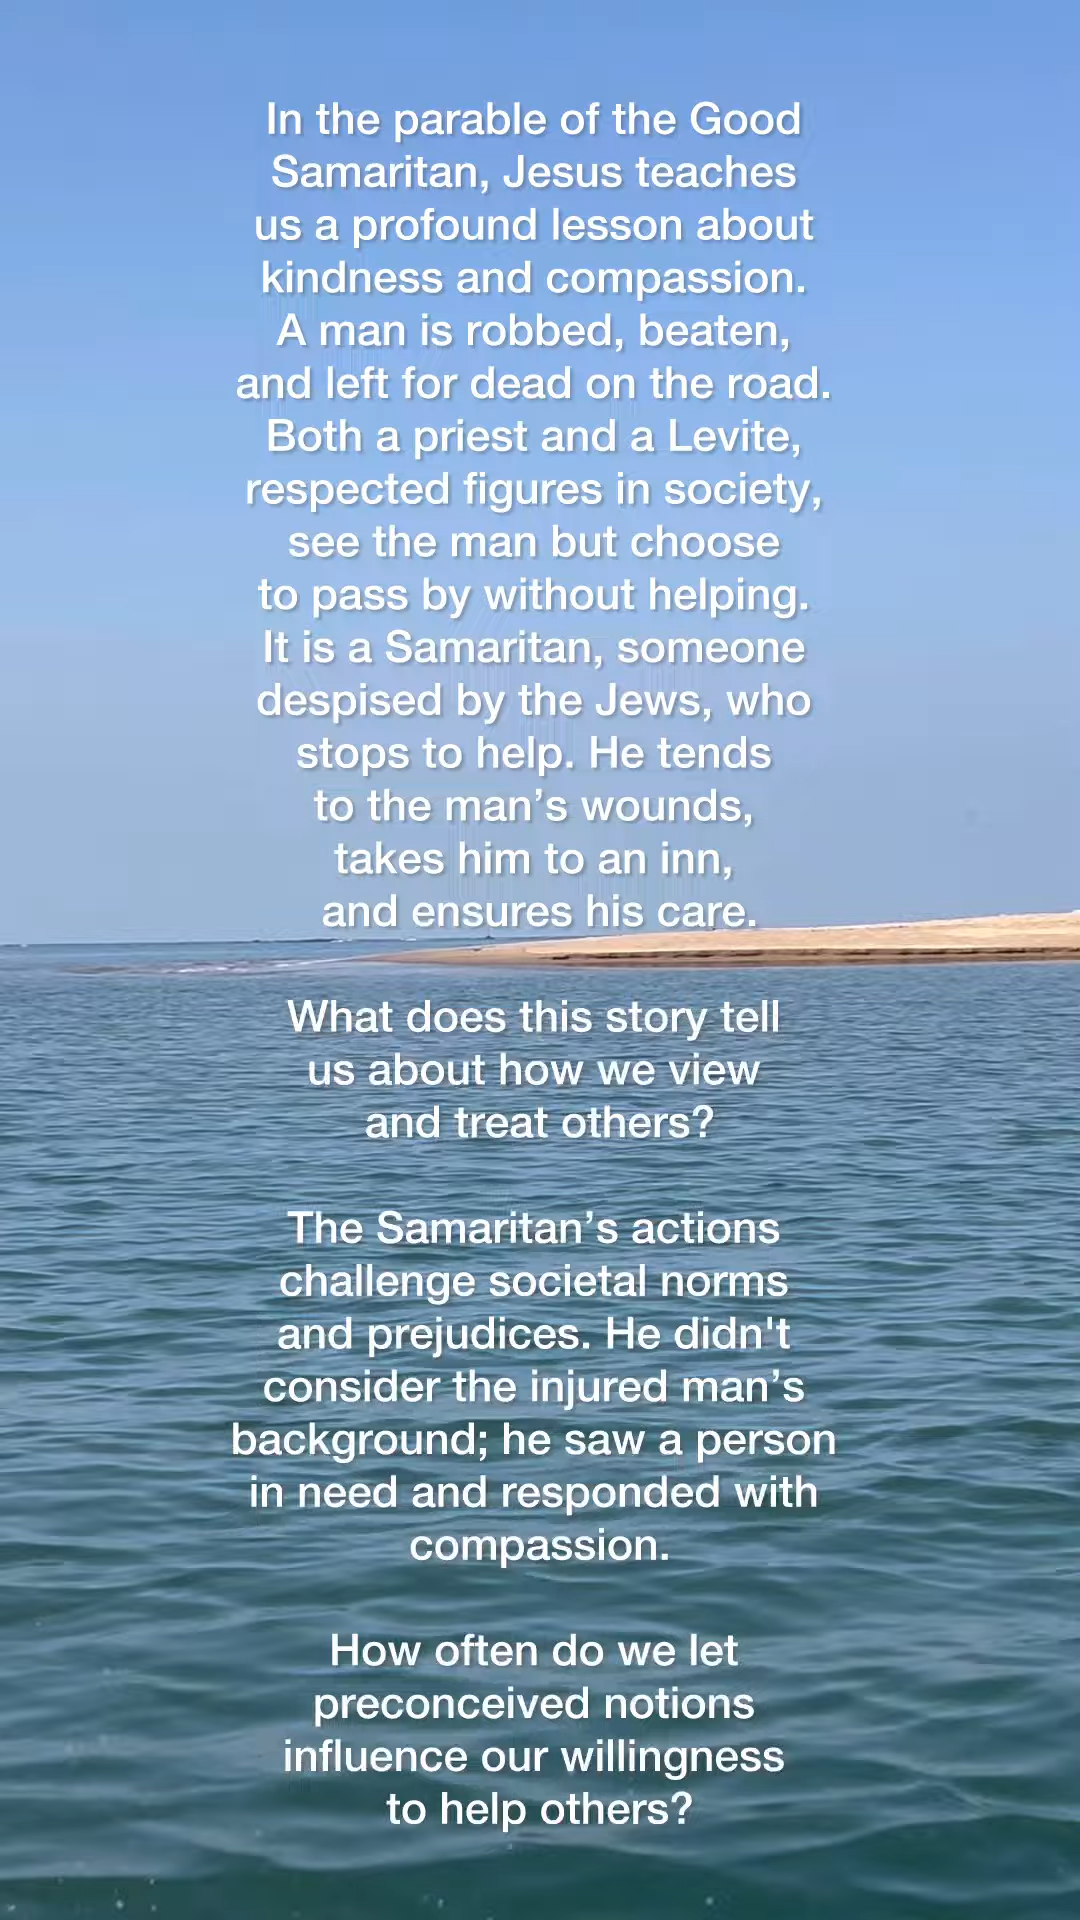 In the parable of the Good
Samaritan, Jesus teaches
us a profound lesson about
kindness and compassion.
A man is robbed, beaten,
and left for dead on the road.
Both a priest and a Levite,
respected figures in society,
see the man but choose
to pass by without helping.
It is a Samaritan, someone
despised by the Jews, who
stops to help. He tends
to the man’s wounds,
takes him to an inn,
and ensures his care.
What does this story tell
us about how we view
and treat others?
The Samaritan’s actions
challenge societal norms
and prejudices. He didn't
consider the injured man’s
background; he saw a person
in need and responded with
compassion.
How often do we let
preconceived notions
influence our willingness
to help others?